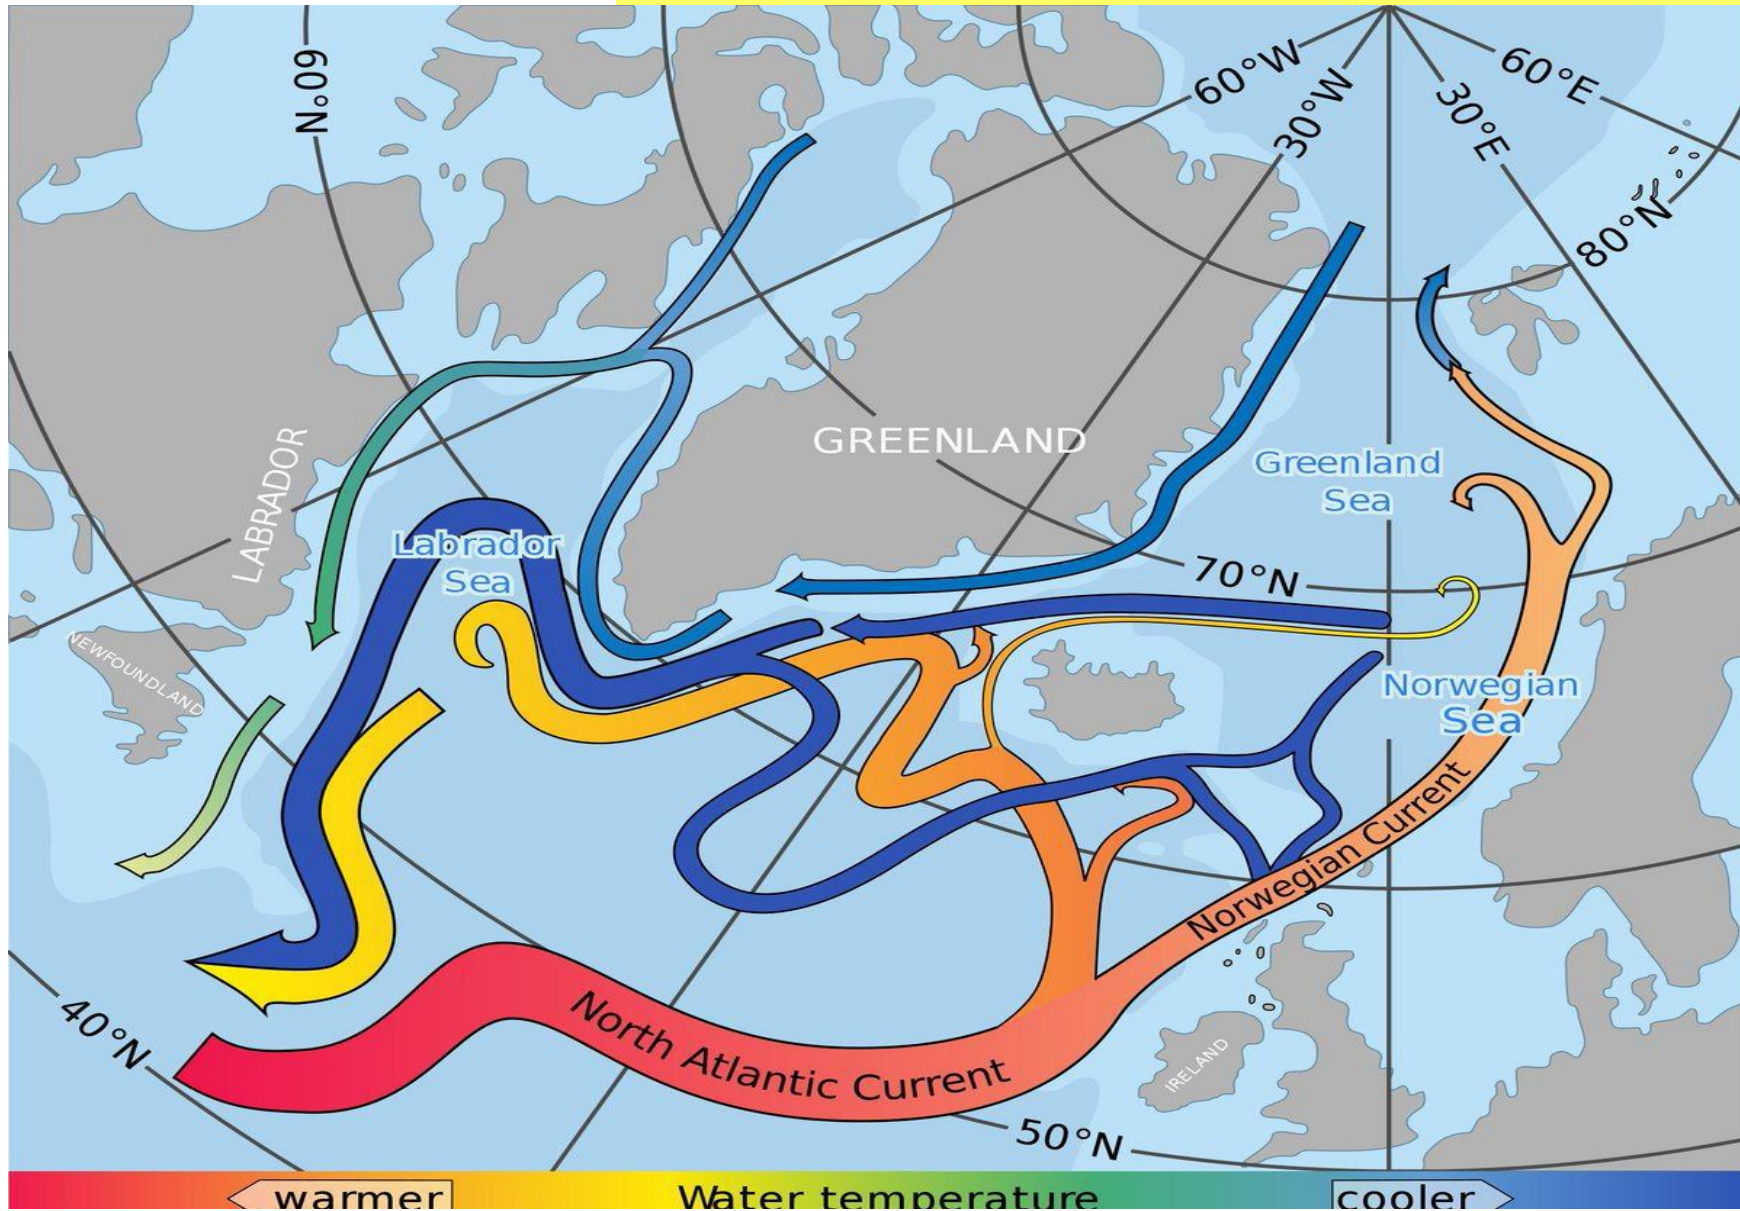 60°N
60°W
30°W
30°E
60°E
80°N
GREENLAND
Greenland
Sea
LABRADOR
Labrador
Sea
70°N
NEWFOUNDLAND
Norwegian
Sea
Norwegian Current
North Atlantic Current
IRELAND
40°N
50°N
warmer
Water temperature
cooler